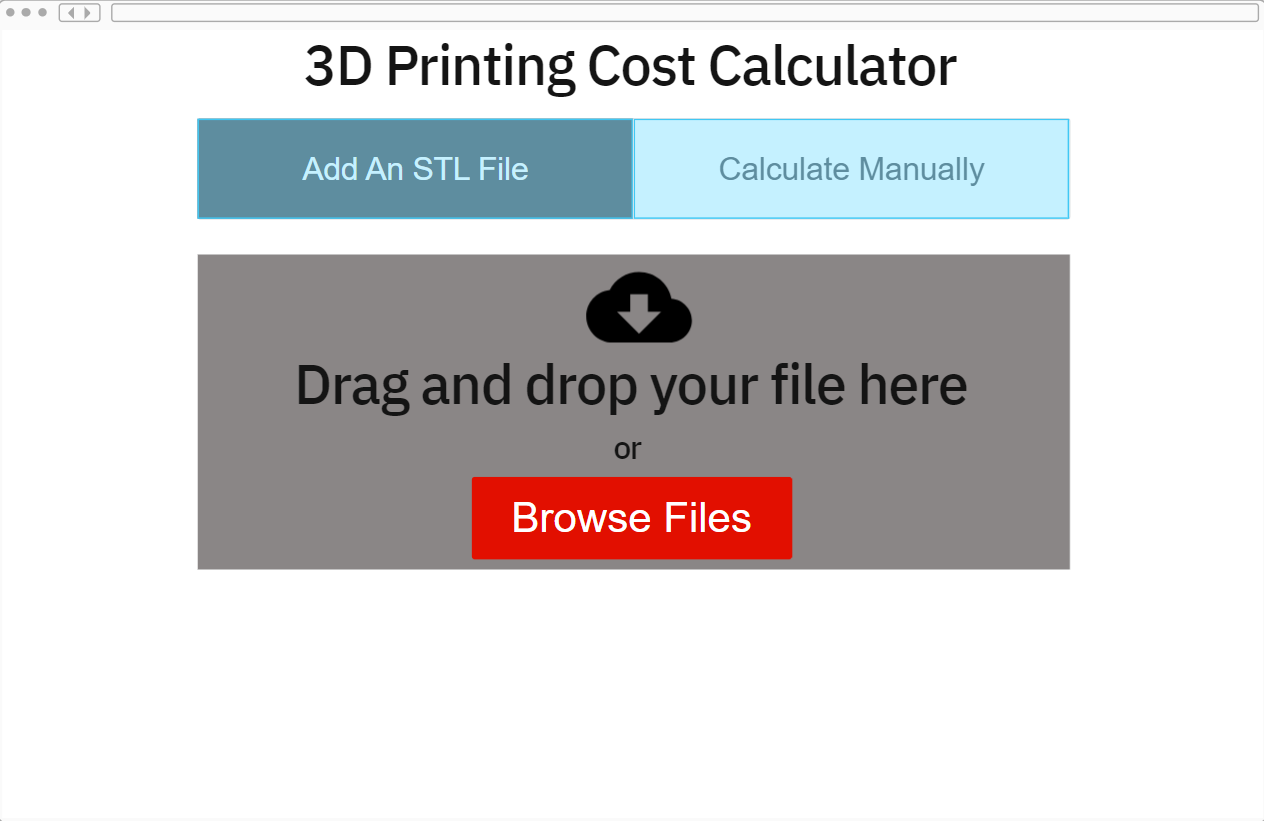 3D Printing Cost Calculator
Add An STL File
Calculate Manually
Drag and drop your file here
or
Browse Files